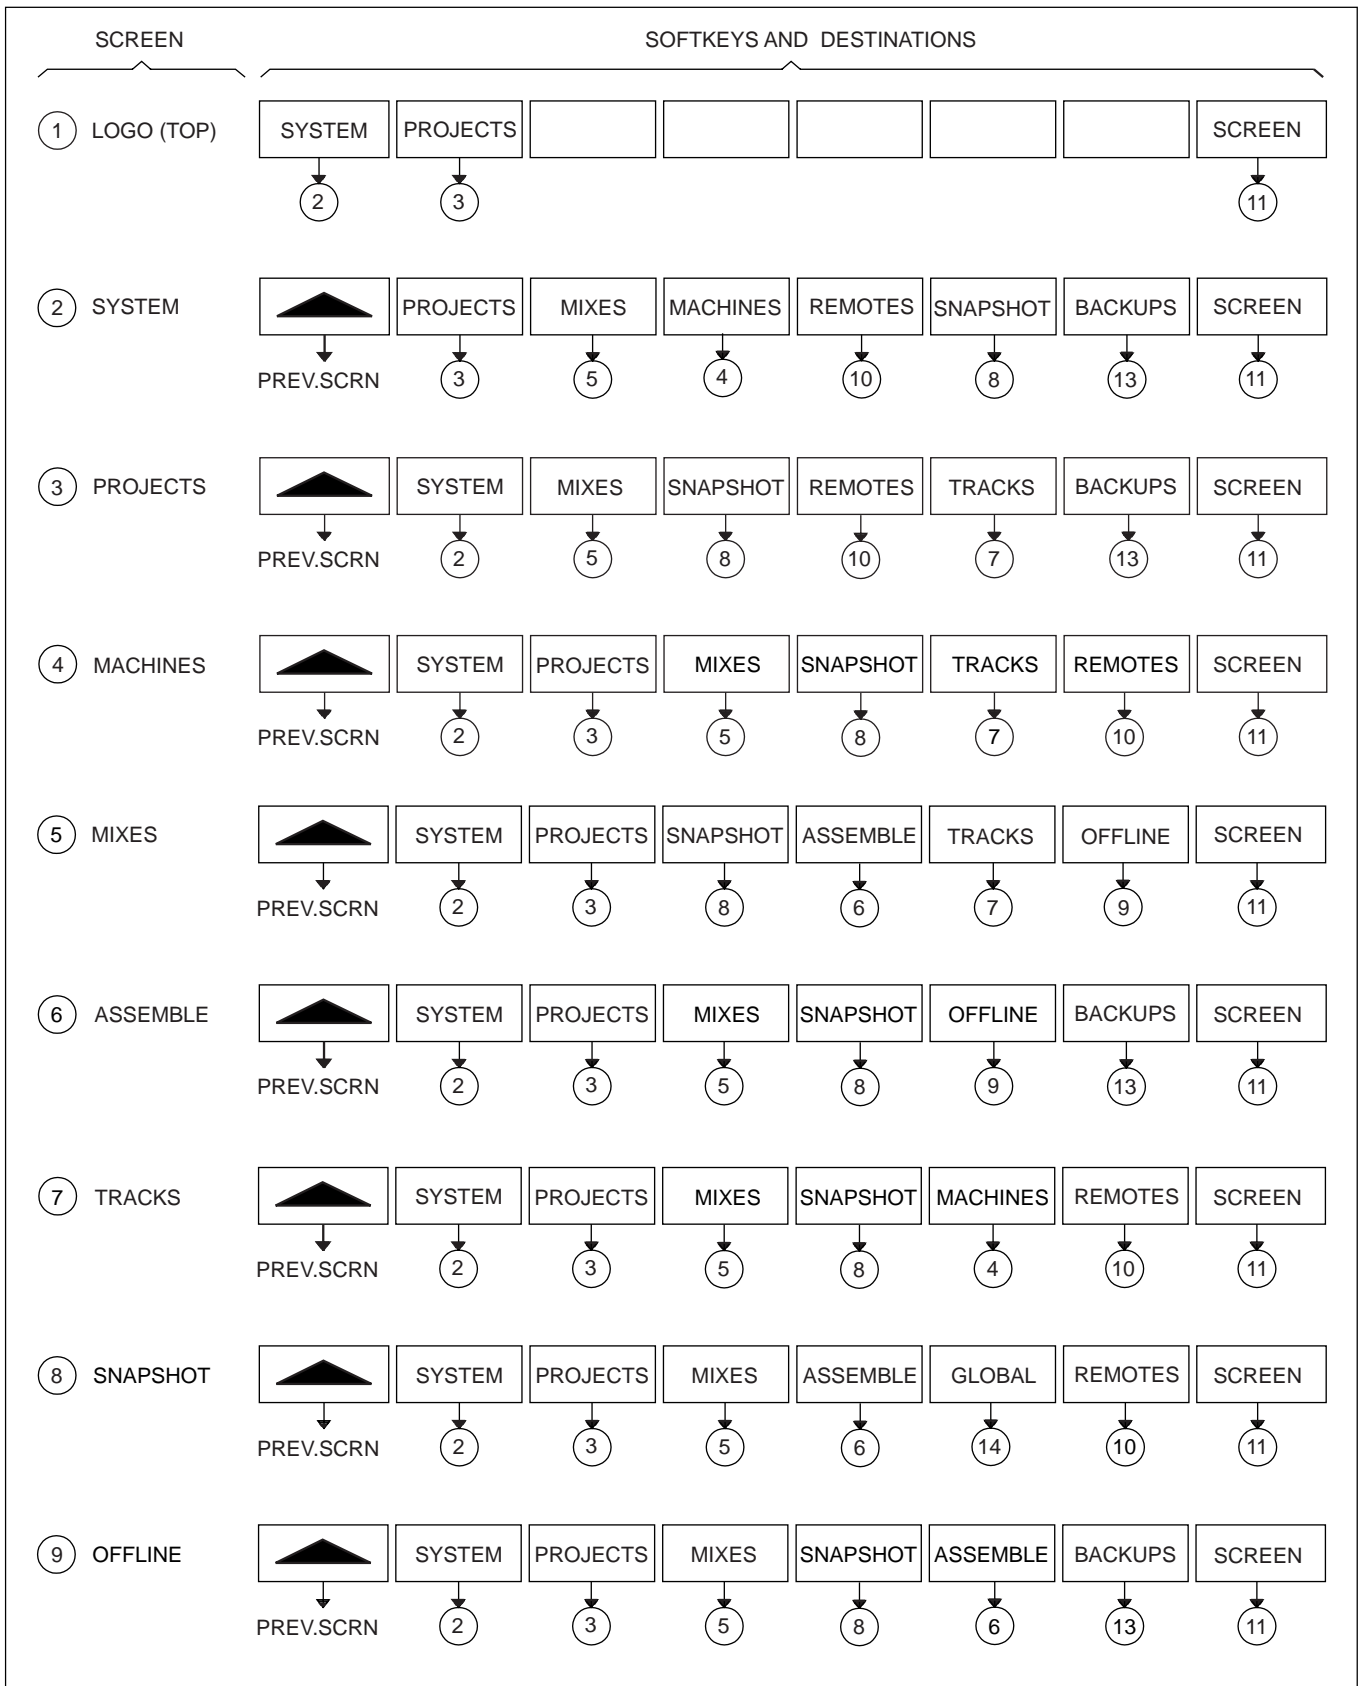 SCREEN SOFTKEYS AND DESTINATIONS
1 LOGO (TOP) SYSTEM PROJECTS SCREEN
2 3 11
2 SYSTEM PROJECTS MIXES MACHINES REMOTES SNAPSHOT BACKUPS SCREEN
PREV.SCRN 3 5 4 10 8 13 11
3 PROJECTS SYSTEM MIXES SNAPSHOT REMOTES TRACKS BACKUPS SCREEN
PREV.SCRN 2 5 8 10 7 13 11
4 MACHINES SYSTEM PROJECTS MIXES SNAPSHOT TRACKS REMOTES SCREEN
PREV.SCRN 2 3 5 8 7 10 11
5 MIXES SYSTEM PROJECTS SNAPSHOT ASSEMBLE TRACKS OFFLINE SCREEN
PREV.SCRN 2 3 8 6 7 9 11
6 ASSEMBLE SYSTEM PROJECTS MIXES SNAPSHOT OFFLINE BACKUPS SCREEN
PREV.SCRN 2 3 5 8 9 13 11
7 TRACKS SYSTEM PROJECTS MIXES SNAPSHOT MACHINES REMOTES SCREEN
PREV.SCRN 2 3 5 8 4 10 11
8 SNAPSHOT SYSTEM PROJECTS MIXES ASSEMBLE GLOBAL REMOTES SCREEN
PREV.SCRN 2 3 5 6 14 10 11
9 OFFLINE SYSTEM PROJECTS MIXES SNAPSHOT ASSEMBLE BACKUPS SCREEN
PREV.SCRN 2 3 5 8 6 13 11